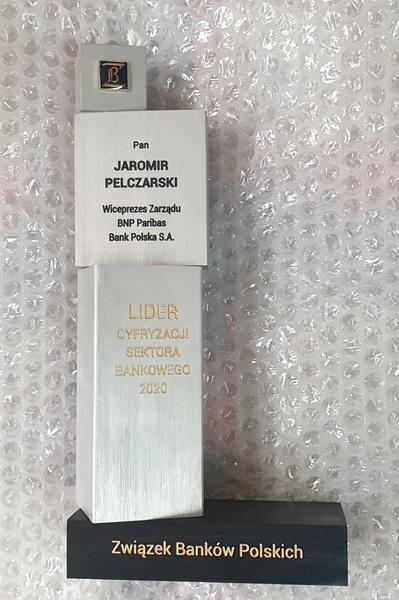 Pan
JAROMIR
PELCZARSKI
Wiceprezes Zarządu
BNP Paribas
Bank Polska S.A.
LIDER
CYFRYZACJI
SEKTORA
BANKOWEGO
2020
Związek Banków Polskich